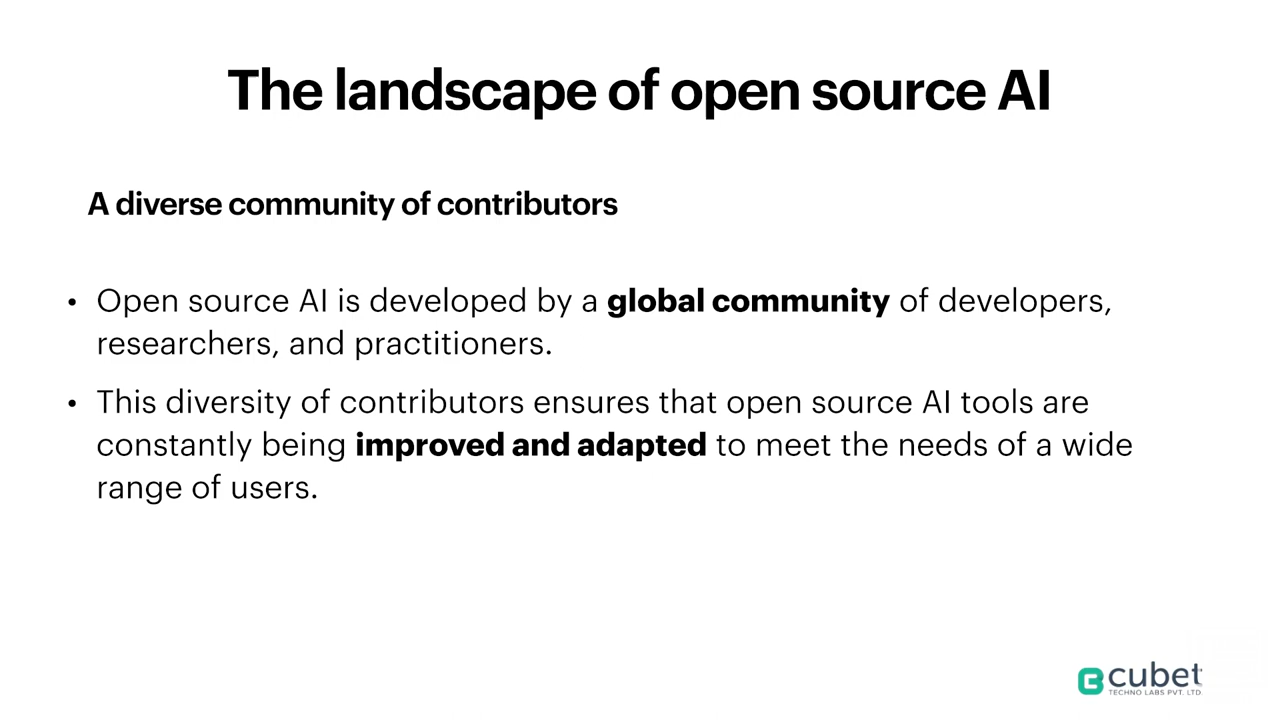 The landscape of open source AI
A diverse community of contributors
• Open source AI is developed by a global community of developers,
researchers, and practitioners.
• This diversity of contributors ensures that open source AI tools are
constantly being improved and adapted to meet the needs of a wide
range of users.
cubet
TECHNO LABS PVT. LTD.